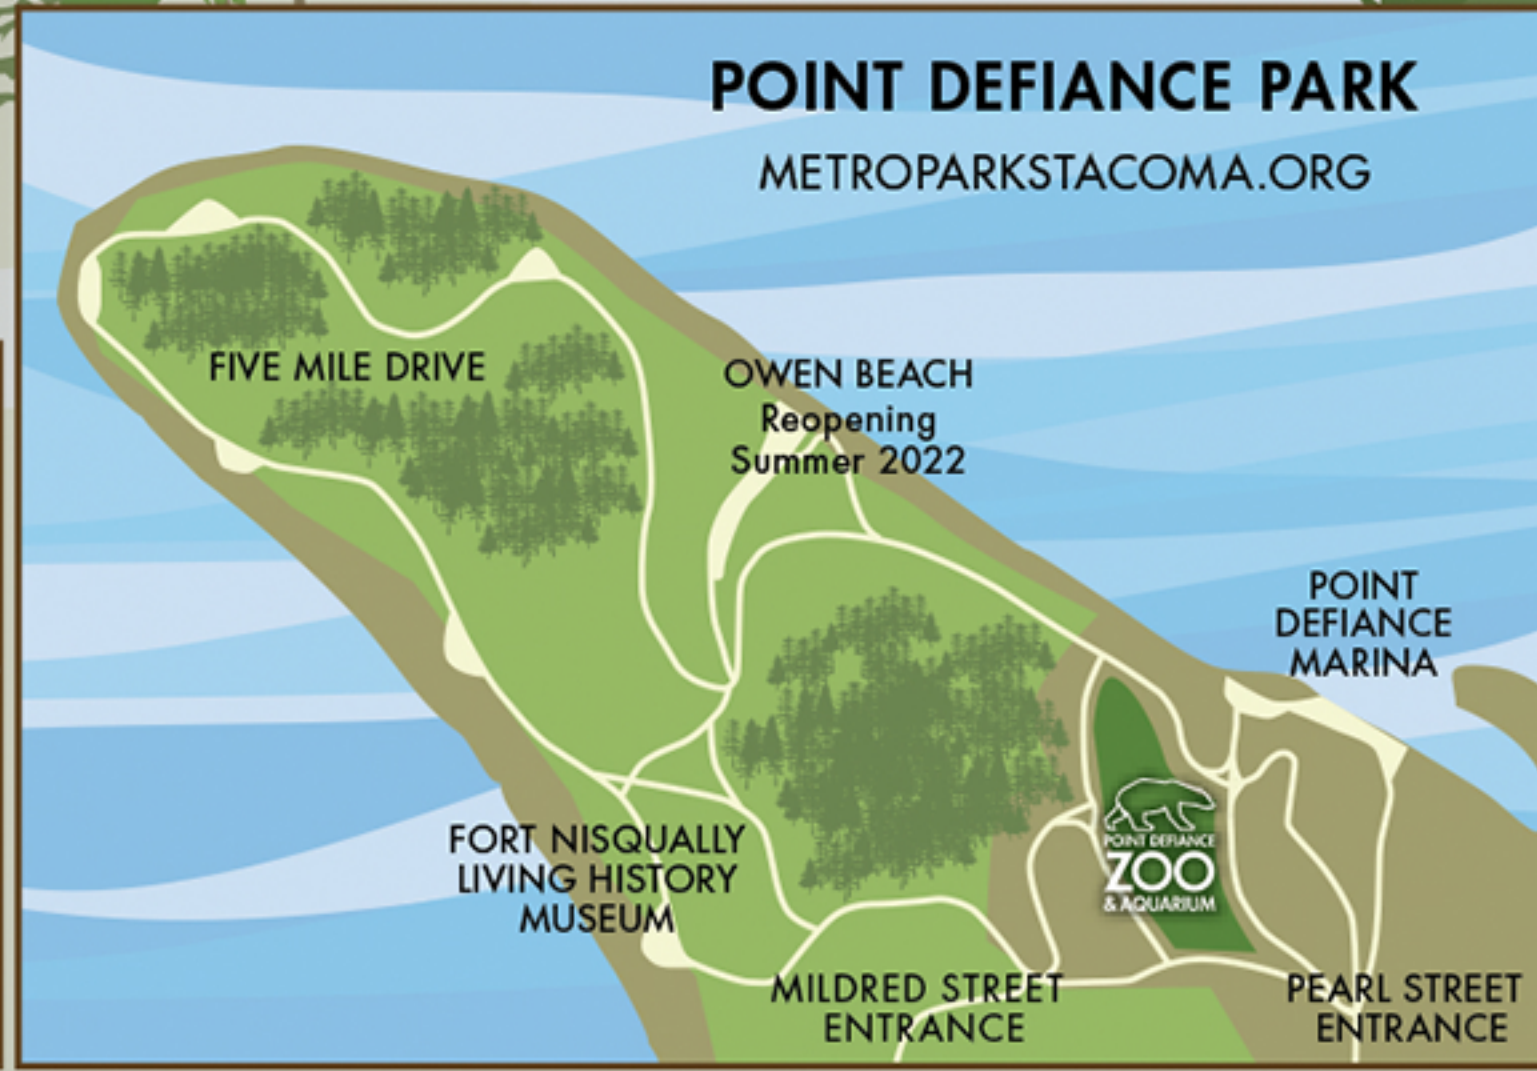 POINT DEFIANCE PARK
METROPARKSTACOMA.ORG
FIVE MILE DRIVE
OWEN BEACH
Reopening
Summer 2022
POINT
DEFIANCE
MARINA
POINT DEFIANCE
ZOO
& AQUARIUM
FORT NISQUALLY
LIVING HISTORY
MUSEUM
MILDRED STREET
ENTRANCE
PEARL STREET
ENTRANCE